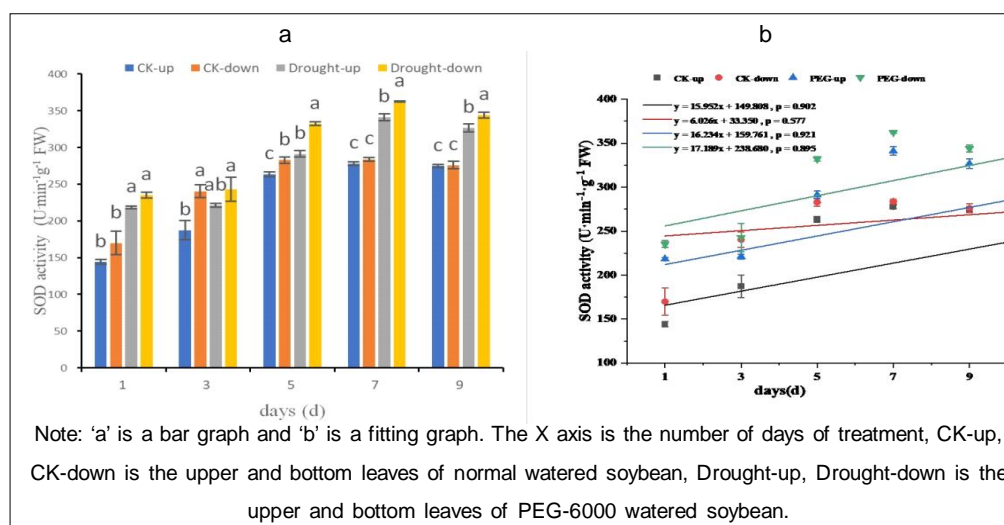 a
CK-up CK-down Drought-up Drought-down
SOD activity (U·min⁻¹g⁻¹ FW)
400
350
300
250
200
150
100
50
0
b b a a
b a ab a
c b b a
c c b a
c c b a
1 3 5 7 9
days (d)
b
CK-up CK-down PEG-up PEG-down
y = 15.952x + 149.808 , p = 0.902
y = 6.026x + 33.350 , p = 0.577
y = 16.234x + 159.761 , p = 0.921
y = 17.189x + 238.680 , p = 0.895
SOD activity (U·min⁻¹·g⁻¹ FW)
400
350
300
250
200
150
100
1 3 5 7 9
days(d)
Note: ‘a’ is a bar graph and ‘b’ is a fitting graph. The X axis is the number of days of treatment, CK-up,
CK-down is the upper and bottom leaves of normal watered soybean, Drought-up, Drought-down is the
upper and bottom leaves of PEG-6000 watered soybean.